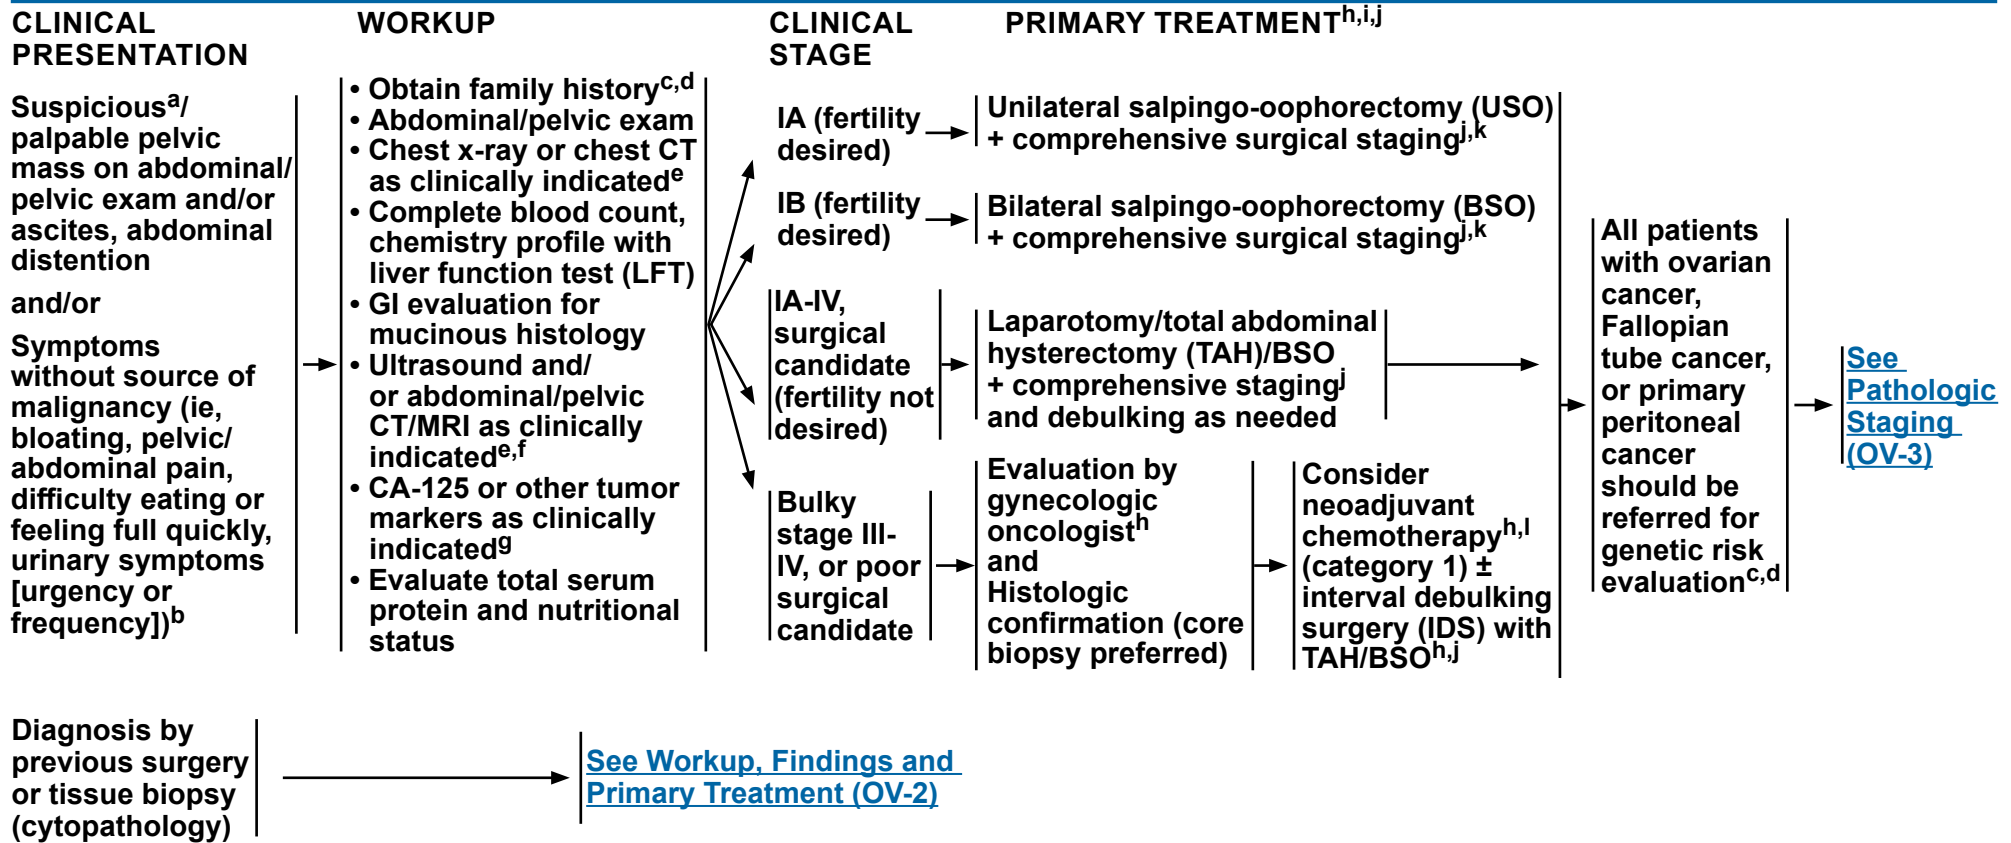 CLINICAL
PRESENTATION
WORKUP
CLINICAL
STAGE
PRIMARY TREATMENTh,i,j
Suspiciousa/
palpable pelvic
mass on abdominal/
pelvic exam and/or
ascites, abdominal
distention
and/or
Symptoms
without source of
malignancy (ie,
bloating, pelvic/
abdominal pain,
difficulty eating or
feeling full quickly,
urinary symptoms
[urgency or
frequency])b
• Obtain family historyc,d
• Abdominal/pelvic exam
• Chest x-ray or chest CT
as clinically indicatede
• Complete blood count,
chemistry profile with
liver function test (LFT)
• GI evaluation for
mucinous histology
• Ultrasound and/
or abdominal/pelvic
CT/MRI as clinically
indicatede,f
• CA-125 or other tumor
markers as clinically
indicatedg
• Evaluate total serum
protein and nutritional
status
IA (fertility
desired)
Unilateral salpingo-oophorectomy (USO)
+ comprehensive surgical stagingj,k
IB (fertility
desired)
Bilateral salpingo-oophorectomy (BSO)
+ comprehensive surgical stagingj,k
IA-IV,
surgical
candidate
(fertility not
desired)
Laparotomy/total abdominal
hysterectomy (TAH)/BSO
+ comprehensive stagingj
and debulking as needed
Bulky
stage III-
IV, or poor
surgical
candidate
Evaluation by
gynecologic
oncologisth
and
Histologic
confirmation (core
biopsy preferred)
Consider
neoadjuvant
chemotherapyh,l
(category 1) ±
interval debulking
surgery (IDS) with
TAH/BSOh,j
All patients
with ovarian
cancer,
Fallopian
tube cancer,
or primary
peritoneal
cancer
should be
referred for
genetic risk
evaluationc,d
See
Pathologic
Staging
(OV-3)
Diagnosis by
previous surgery
or tissue biopsy
(cytopathology)
See Workup, Findings and
Primary Treatment (OV-2)